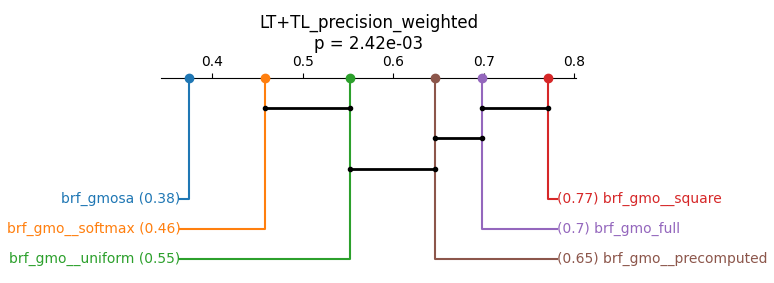 LT+TL_precision_weighted
p = 2.42e-03
0.4 0.5 0.6 0.7 0.8
brf_gmosa (0.38) (0.77) brf_gmo__square
brf_gmo__softmax (0.46) (0.7) brf_gmo_full
brf_gmo__uniform (0.55) (0.65) brf_gmo__precomputed